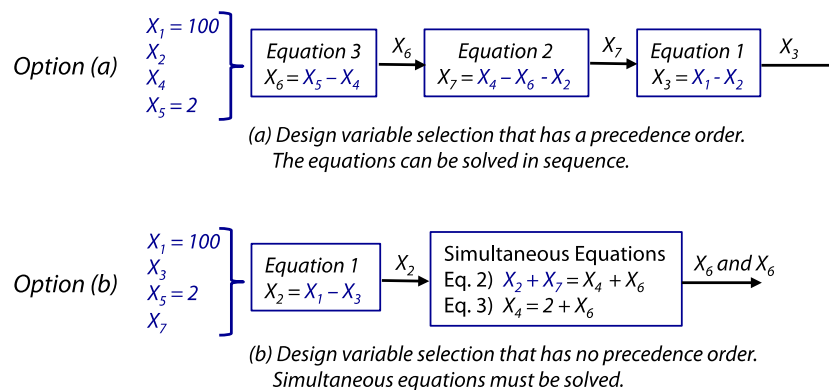 Option (a)
X1 = 100
X2
X4
X5 = 2
Equation 3
X6 = X5 – X4
X6
Equation 2
X7 = X4 – X6 - X2
X7
Equation 1
X3 = X1 - X2
X3
(a) Design variable selection that has a precedence order.
The equations can be solved in sequence.
Option (b)
X1 = 100
X3
X5 = 2
X7
Equation 1
X2 = X1 – X3
X2
Simultaneous Equations
Eq. 2) X2 + X7 = X4 + X6
Eq. 3) X4 = 2 + X6
X6 and X6
(b) Design variable selection that has no precedence order.
Simultaneous equations must be solved.